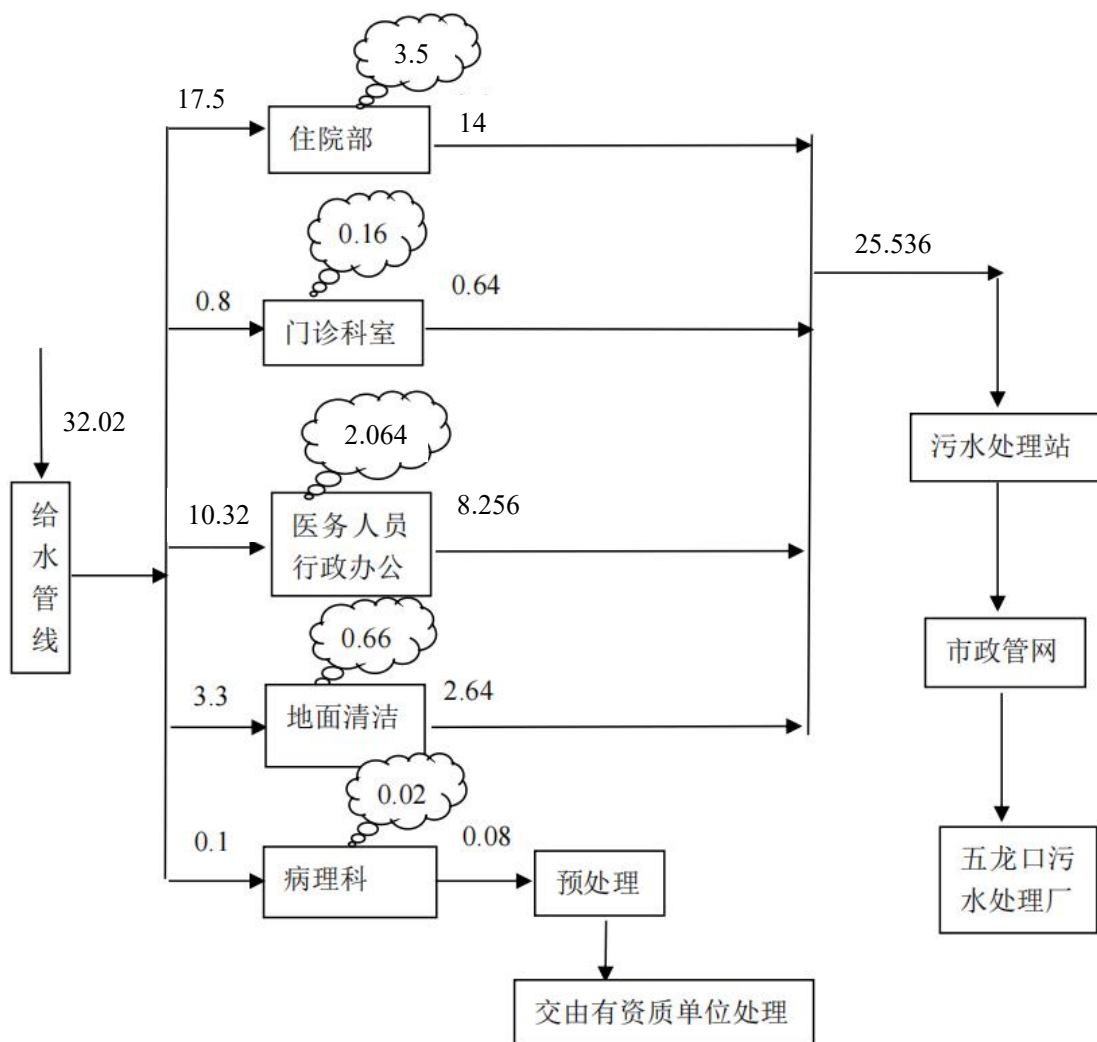 3.5
17.5
住院部
14
0.16
0.8
门诊科室
0.64
25.536
32.02
给
水
管
线
2.064
10.32
医务人员
行政办公
8.256
污水处理站
0.66
3.3
地面清洁
2.64
市政管网
0.02
0.1
病理科
0.08
预处理
五龙口污
水处理厂
交由有资质单位处理